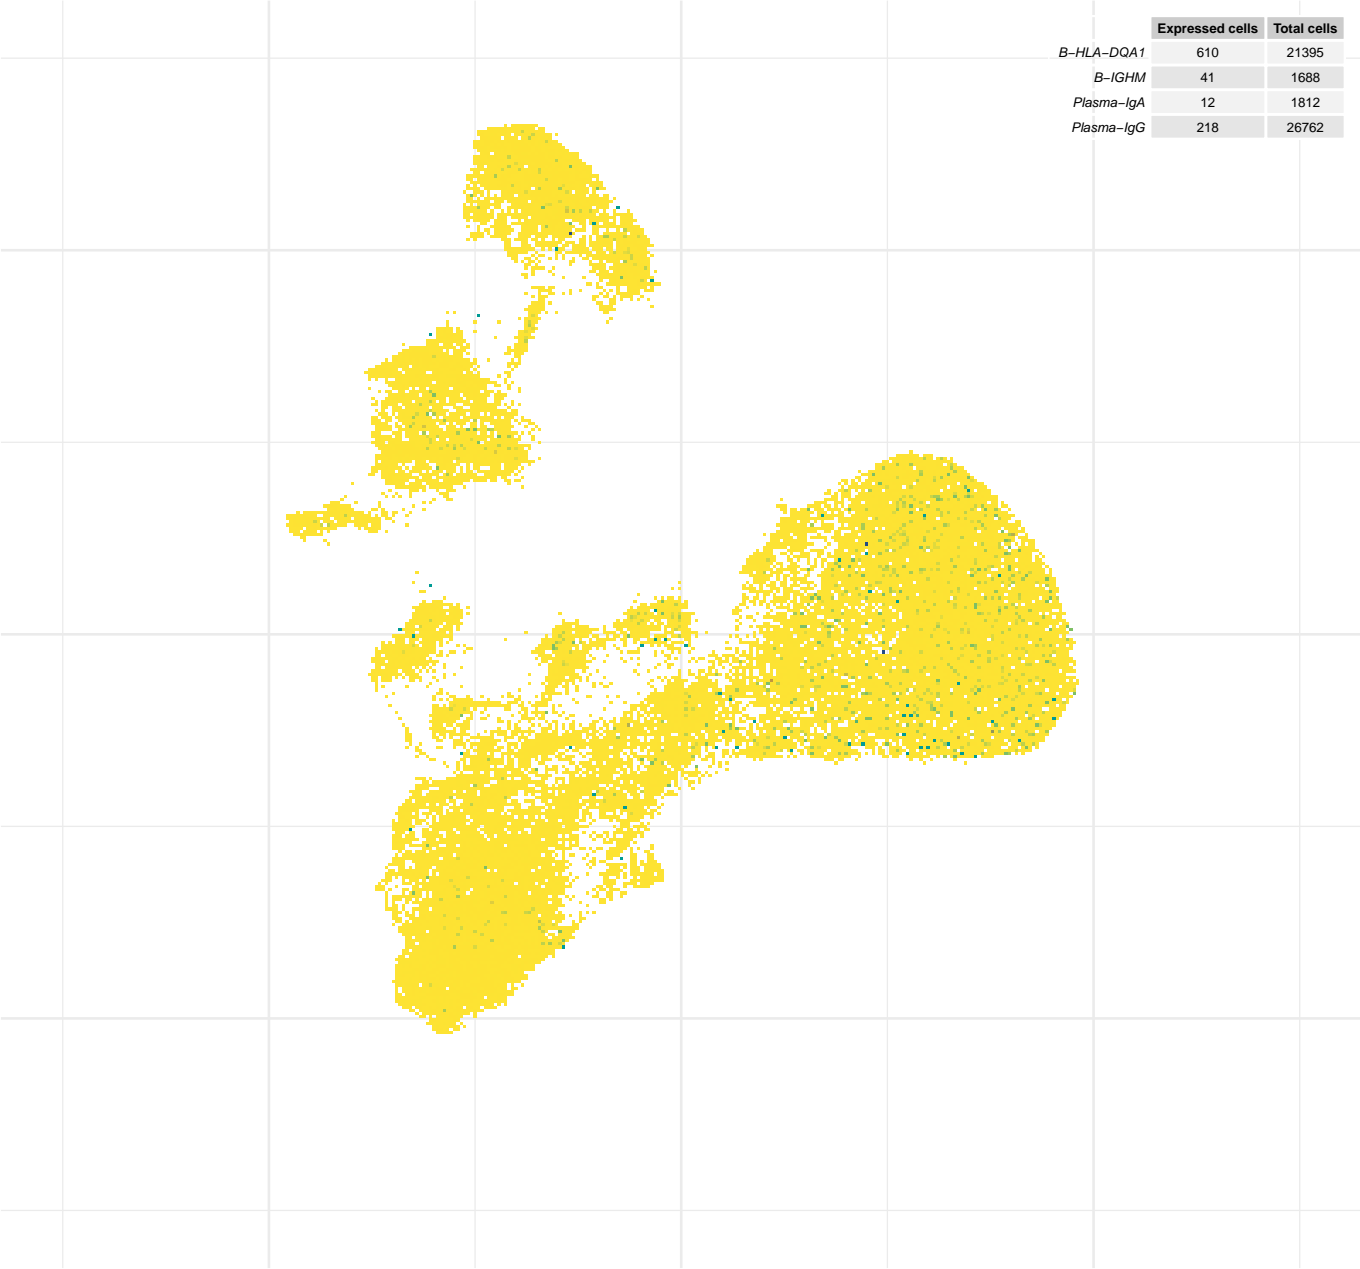 Expressed cells Total cells
B−HLA−DQA1 610 21395
B−IGHM 41 1688
Plasma−IgA 12 1812
Plasma−IgG 218 26762